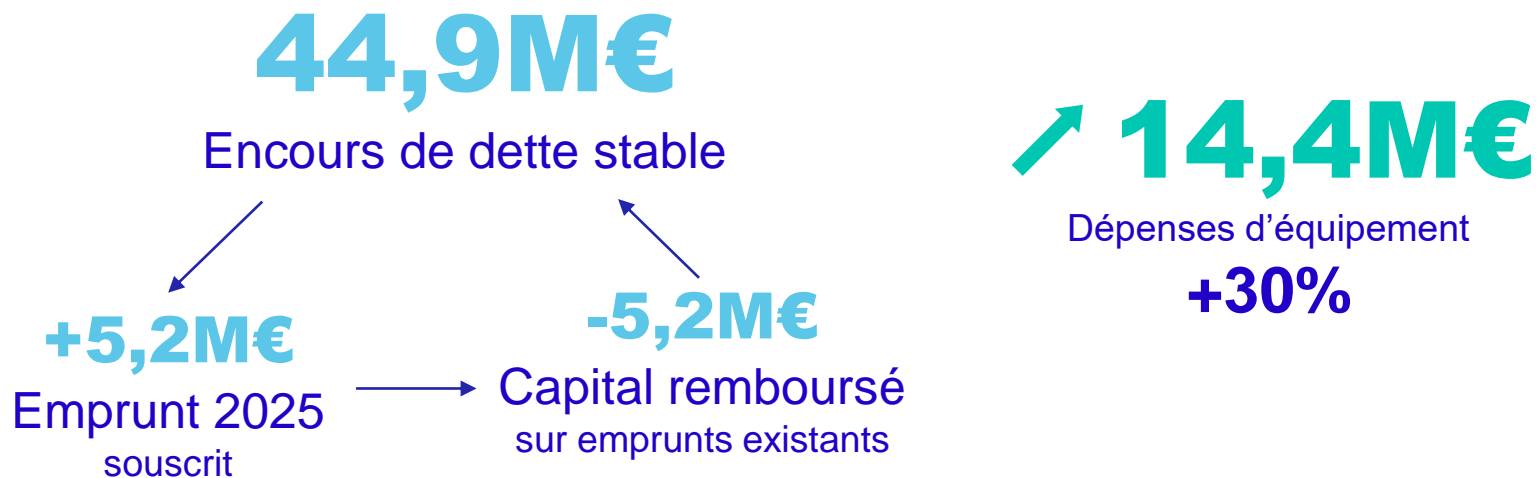 44,9M€
Encours de dette stable
+5,2M€
Emprunt 2025
souscrit
-5,2M€
Capital remboursé
sur emprunts existants
14,4M€
Dépenses d’équipement
+30%